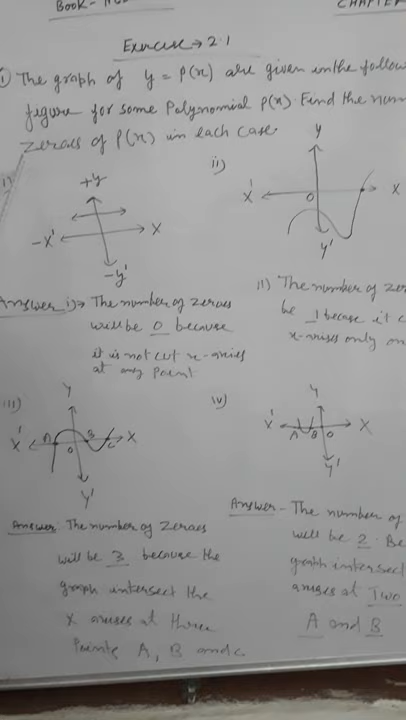 BOOK-
CHAPTER
Exercise → 2.1
① The graph of y = P(x) are given in the follow
figure for some Polynomial P(x). Find the num
zeroes of P(x) in each case.
i)
+y
-X'
X
-y'
ii)
y
X'
O
X
y'
Answer i)→ The number of zeroes
will be 0 because
it is not cut x-axies
at any point
II) The number of zer
be 1 becase it c
x-axises only on
iii)
Y
X'
A
O
B
C
X
Y'
iv)
Y
X'
A
B
O
X
Y'
Answer The number of zeroes
will be 3 because the
graph intersect the
X axises at three
Points A, B and c.
Answer - The number of
will be 2. Be
graph intersect
axises at Two
A and B